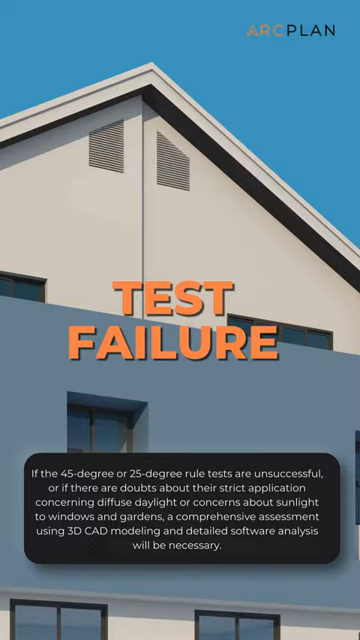 ARCPLAN
TEST
FAILURE
If the 45-degree or 25-degree rule tests are unsuccessful,
or if there are doubts about their strict application
concerning diffuse daylight or concerns about sunlight
to windows and gardens, a comprehensive assessment
using 3D CAD modeling and detailed software analysis
will be necessary.